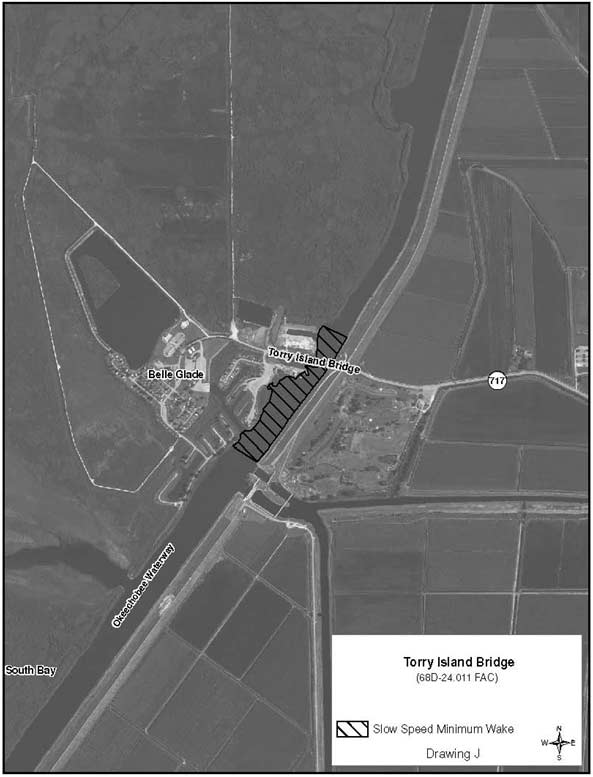 Torry Island Bridge
Belle Glade
717
Okeechobee Waterway
South Bay
Torry Island Bridge
(68D-24.011 FAC)
Slow Speed Minimum Wake
Drawing J
N
W E
S